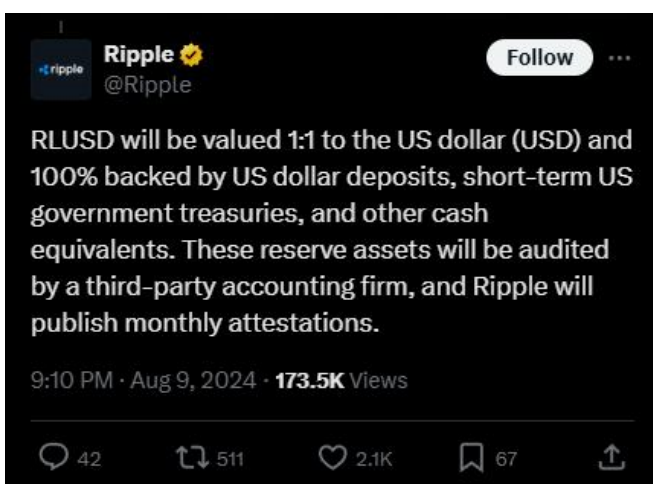 ripple
Ripple
Follow
@Ripple
RLUSD will be valued 1:1 to the US dollar (USD) and
100% backed by US dollar deposits, short-term US
government treasuries, and other cash
equivalents. These reserve assets will be audited
by a third-party accounting firm, and Ripple will
publish monthly attestations.
9:10 PM · Aug 9, 2024 · 173.5K Views
42 511 2.1K 67